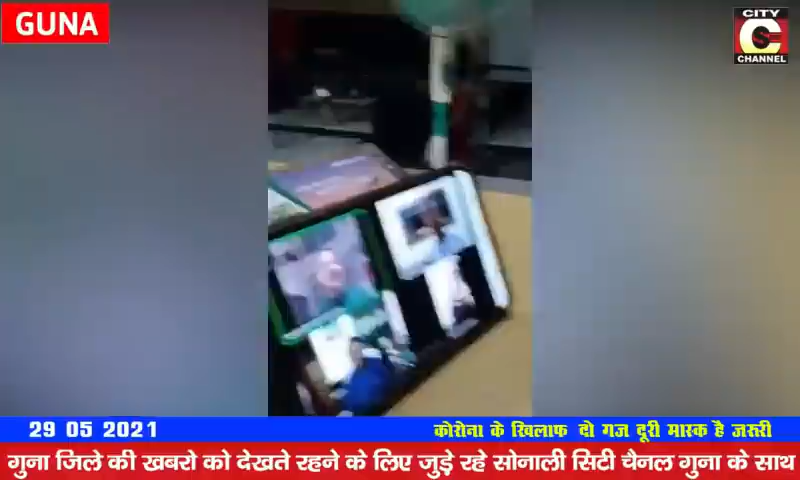 GUNA
CITY
CHANNEL
29 05 2021
कोरोना के खिलाफ दो गज दूरी मास्क है जरूरी
गुना जिले की खबरो को देखते रहने के लिए जुड़े रहे सोनाली सिटी चैनल गुना के साथ